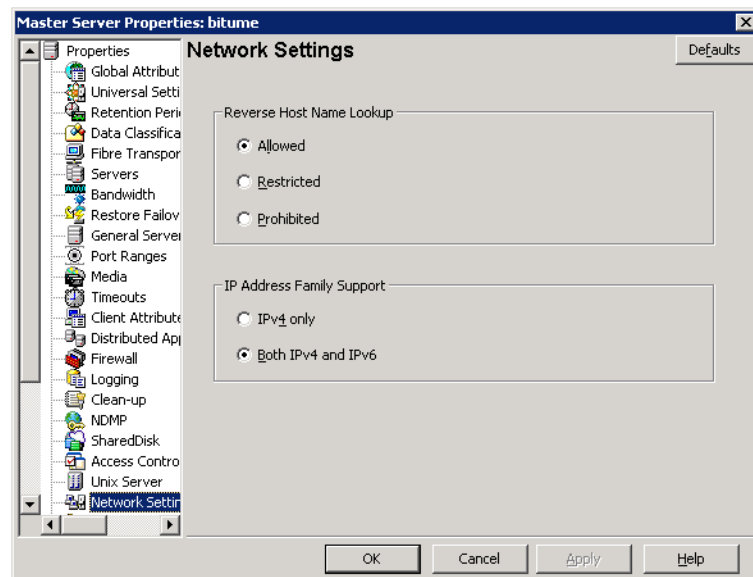 Master Server Properties: bitume
Properties
Global Attribut
Universal Setti
Retention Peri
Data Classifica
Fibre Transpor
Servers
Bandwidth
Restore Failov
General Server
Port Ranges
Media
Timeouts
Client Attribute
Distributed App
Firewall
Logging
Clean-up
NDMP
SharedDisk
Access Contro
Unix Server
Network Settin
Network Settings
Defaults
Reverse Host Name Lookup
Allowed
Restricted
Prohibited
IP Address Family Support
IPv4 only
Both IPv4 and IPv6
OK
Cancel
Apply
Help